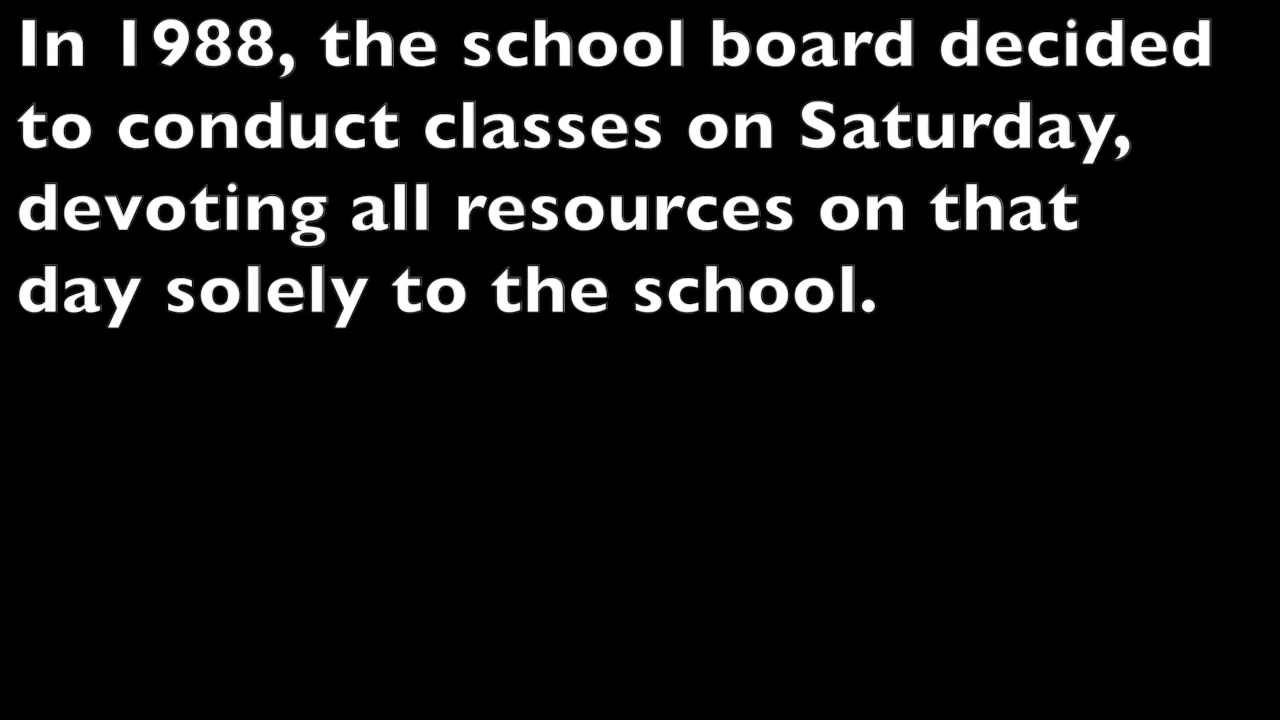 In 1988, the school board decided
to conduct classes on Saturday,
devoting all resources on that
day solely to the school.